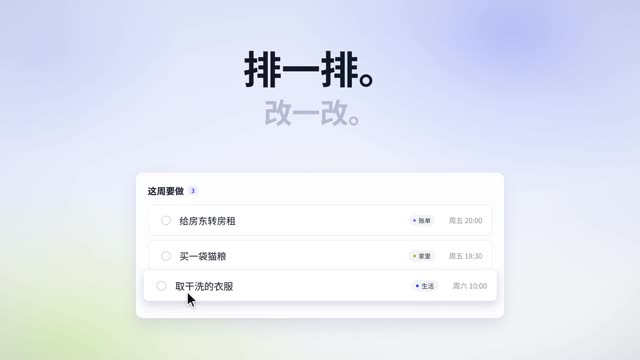 排一排。
改一改。
这周要做 3
给房东转房租 账单 周五 20:00
买一袋猫粮 家里 周五 18:30
取干洗的衣服 生活 周六 10:00